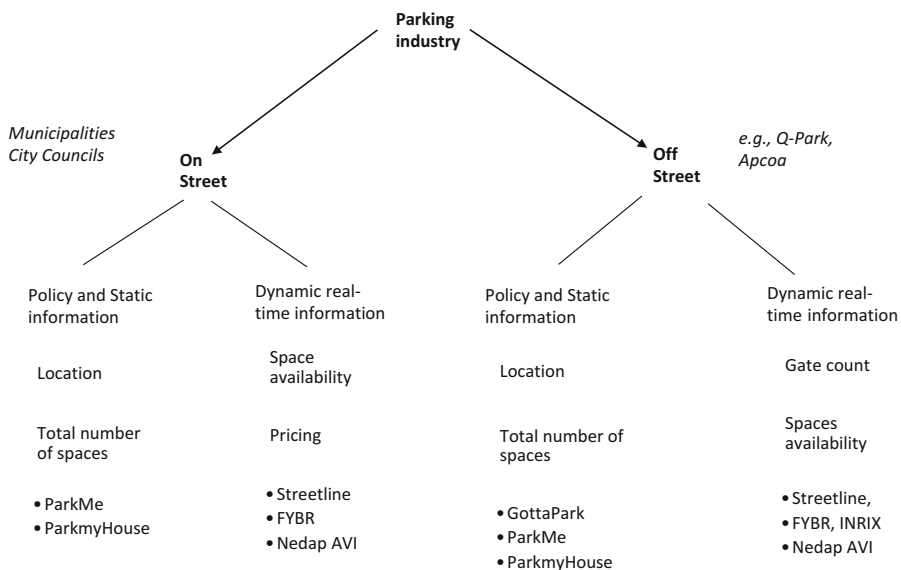 Parking
industry
Municipalities
City Councils
On
Street
Off
Street
e.g., Q-Park,
Apcoa
Policy and Static
information
Location
Total number
of spaces
• ParkMe
• ParkmyHouse
Dynamic real-
time information
Space
availability
Pricing
• Streetline
• FYBR
• Nedap AVI
Policy and Static
information
Location
Total number of
spaces
• GottaPark
• ParkMe
• ParkmyHouse
Dynamic real-
time information
Gate count
Spaces
availability
• Streetline,
• FYBR, INRIX
• Nedap AVI